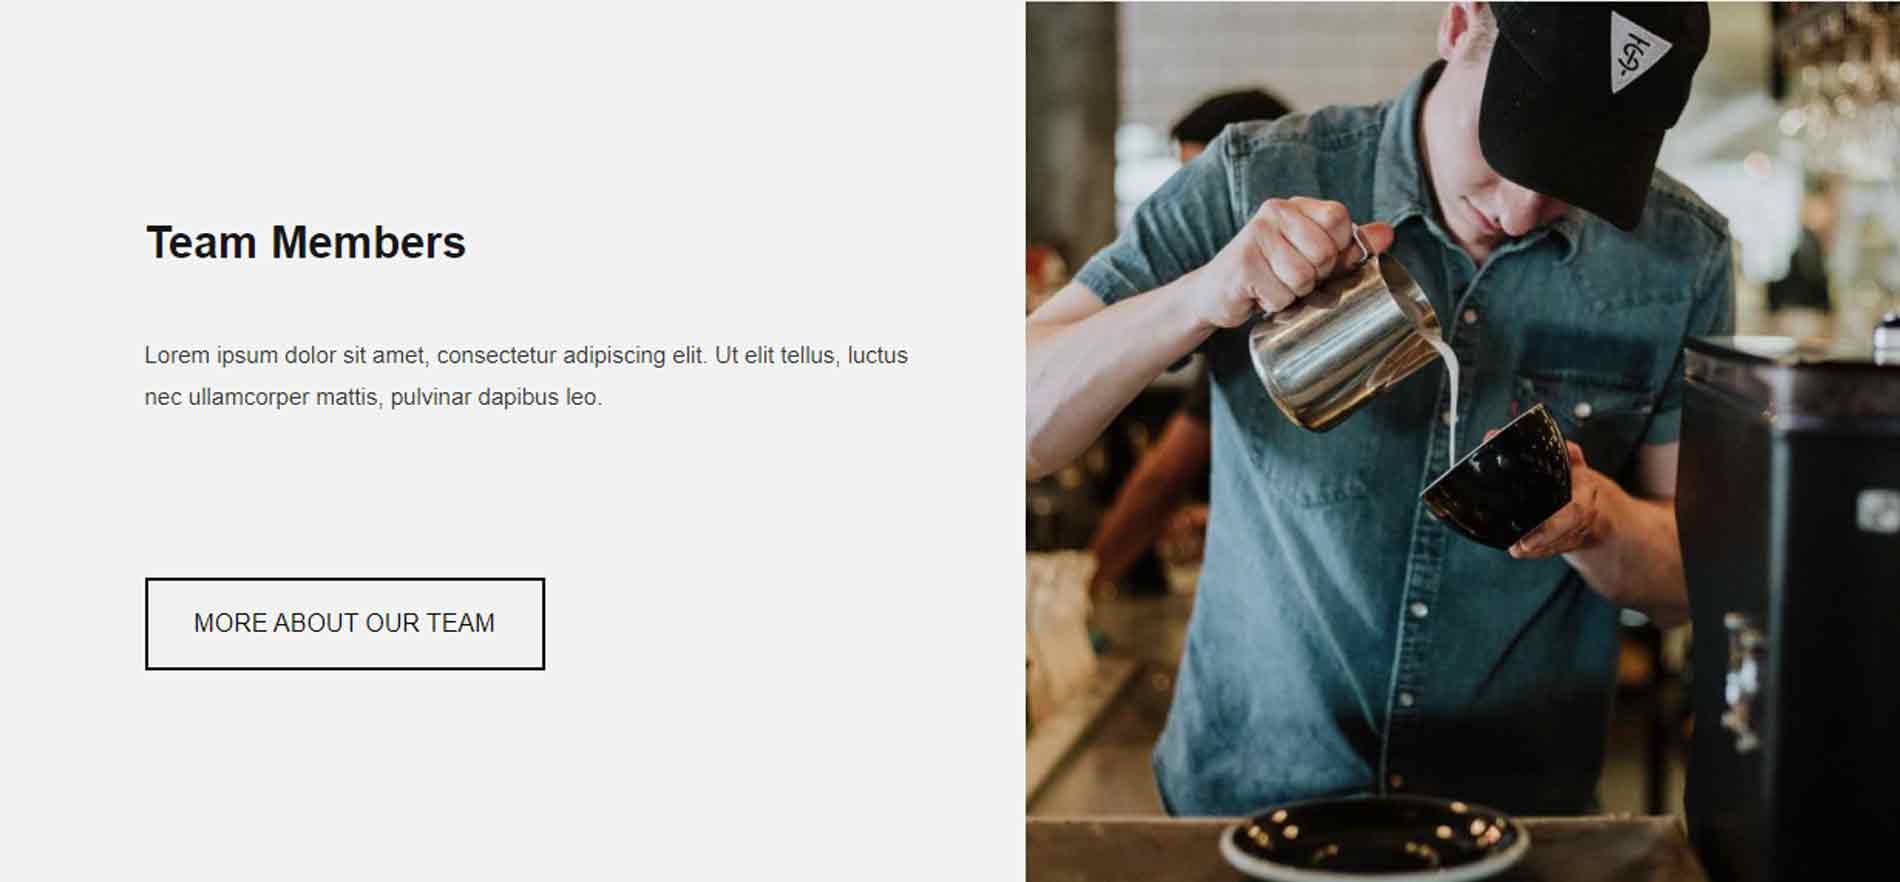 Team Members
Lorem ipsum dolor sit amet, consectetur adipiscing elit. Ut elit tellus, luctus
nec ullamcorper mattis, pulvinar dapibus leo.
MORE ABOUT OUR TEAM